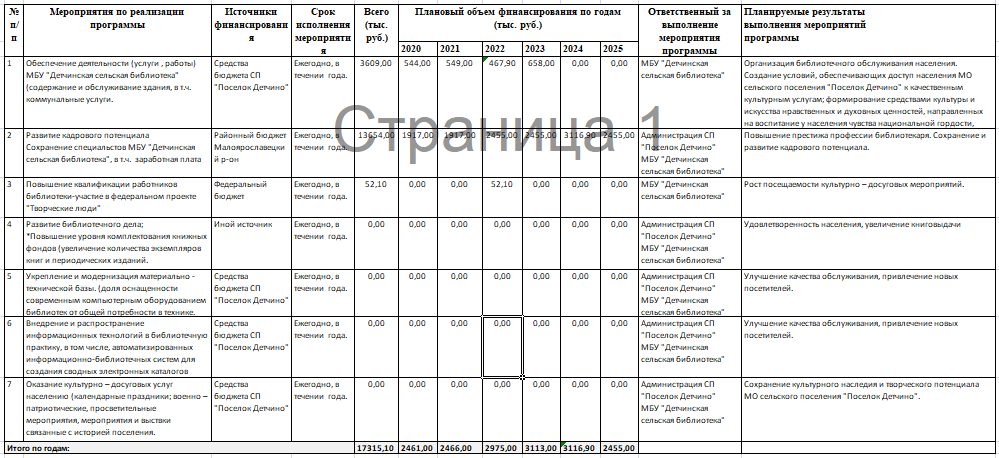 № п/п
Мероприятия по реализации программы
Источники финансирования
Срок исполнения мероприятия
Всего (тыс. руб.)
Плановый объем финансирования по годам (тыс. руб.)
2020 2021 2022 2023 2024 2025
Ответственный за выполнение мероприятия программы
Планируемые результаты выполнения мероприятий программы
1
Обеспечение деятельности (услуги , работы)
МБУ "Детчинская сельская библиотека"
(содержание и обслуживание здания, в т.ч.
коммунальные услуги.
Средства
бюджета СП
"Поселок Детчино"
Ежегодно, в
течении года.
3609,00 544,00 549,00 467,90 658,00 0,00 0,00
МБУ "Детчинская
сельская библиотека"
Организация библиотечного обслуживания населения.
Создание условий, обеспечивающих доступ населения МО
сельского поселения "Поселок Детчино" к качественным
культурным услугам; формирование средствами культуры и
искусства нравственных и духовных ценностей, направленных
на воспитание у населения чувства национальной гордости,
2
Развитие кадрового потенциала
Сохранение специальстов МБУ "Детчинская
сельская библиотека", в т.ч. заработная плата
Районный бюджет
Малоярославецки
й р-он
Ежегодно, в
течении года.
13654,00 1917,00 1917,00 2455,00 2455,00 3116,90 2455,00
Администрация СП
"Поселок Детчино"
МБУ "Детчинская
сельская библиотека"
Повышение престижа профессии библиотекаря. Сохранение и
развитие кадрового потенциала.
3
Повышение квалификации работников
библиотеки-участие в федеральном проекте
"Творческие люди"
Федеральный
бюджет
Ежегодно, в
течении года.
52,10 0,00 0,00 52,10 0,00 0,00 0,00
МБУ "Детчинская
сельская библиотека"
Рост посещаемости культурно – досуговых мероприятий.
4
Развитие библиотечного дела;
*Повышение уровня комплектования книжных
фондов (увеличение количества экземпляров
книг и периодических изданий.
Иной источник
Ежегодно, в
течении года.
0,00 0,00 0,00 0,00 0,00 0,00 0,00
Администрация СП
"Поселок Детчино"
МБУ "Детчинская
сельская библиотека"
Удовлетворенность населения, увеличение книговыдачи
5
Укрепление и модернизация материально -
технической базы. (доля оснащенности
современным компьютерным оборудованием
библиотек от общей потребности в технике.
Средства
бюджета СП
"Поселок Детчино"
Ежегодно, в
течении года.
0,00 0,00 0,00 0,00 0,00 0,00 0,00
Администрация СП
"Поселок Детчино"
МБУ "Детчинская
сельская библиотека"
Улучшение качества обслуживания, привлечение новых
посетителей.
6
Внедрение и распространение
информационных технологий в библиотечную
практику, в том числе, автоматизированных
информационно-библиотечных систем для
создания сводных электронных каталогов
Средства
бюджета СП
"Поселок Детчино"
Ежегодно, в
течении года.
0,00 0,00 0,00 0,00 0,00 0,00 0,00
Администрация СП
"Поселок Детчино"
МБУ "Детчинская
сельская библиотека"
Улучшение качества обслуживания, привлечение новых
посетителей.
7
Оказание культурно – досуговых услуг
населению (календарные праздники; военно –
патриотические, просветительные
мероприятия, мероприятия и выствки
связанные с историей поселения.
Средства
бюджета СП
"Поселок Детчино"
Ежегодно, в
течении года.
0,00 0,00 0,00 0,00 0,00 0,00 0,00
Администрация СП
"Поселок Детчино"
МБУ "Детчинская
сельская библиотека"
Сохранение культурного наследия и творческого потенциала
МО сельского поселения "Поселок Детчино".
Итого по годам: 17315,10 2461,00 2466,00 2975,00 3113,00 3116,90 2455,00
Страница 1